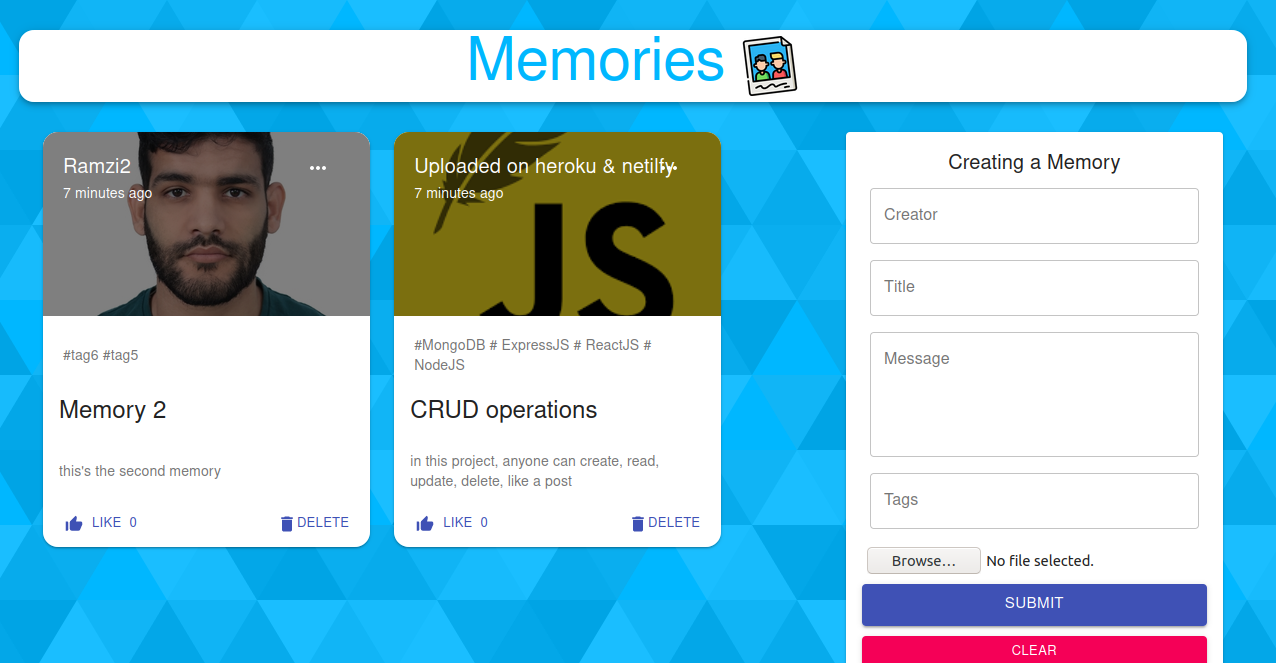 Memories
Ramzi2
7 minutes ago
#tag6 #tag5
Memory 2
this's the second memory
LIKE 0
DELETE
Uploaded on heroku & netilfy
7 minutes ago
JS
#MongoDB # ExpressJS # ReactJS #
NodeJS
CRUD operations
in this project, anyone can create, read,
update, delete, like a post
LIKE 0
DELETE
Creating a Memory
Creator
Title
Message
Tags
Browse...
No file selected.
SUBMIT
CLEAR